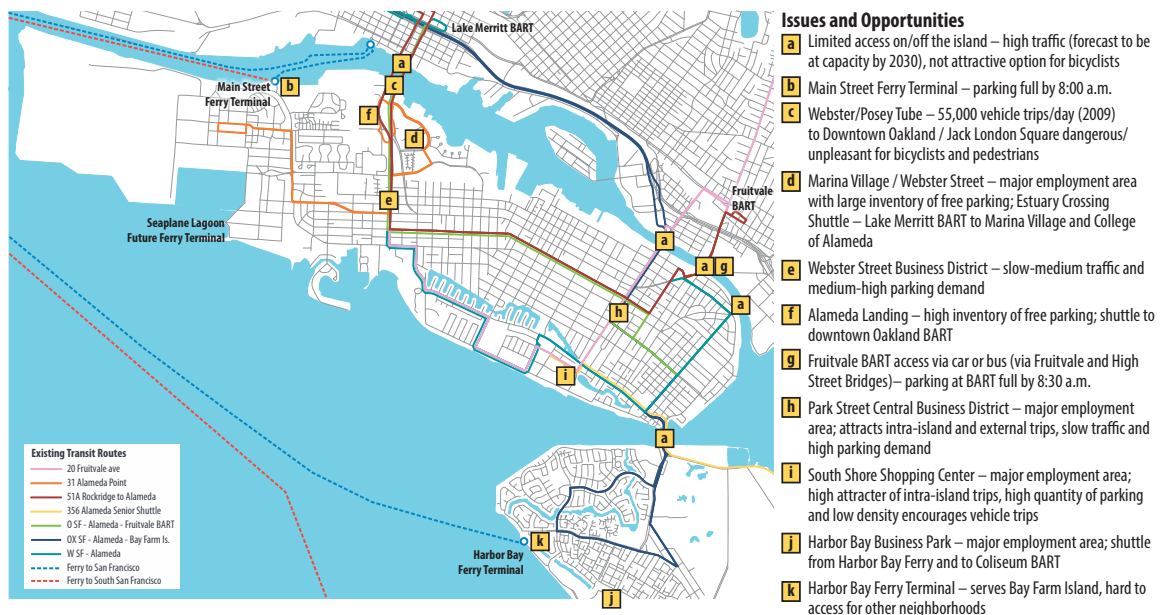 Lake Merritt BART
a
Main Street
Ferry Terminal
b
c
f
d
e
Fruitvale
BART
Seaplane Lagoon
Future Ferry Terminal
a
a
g
a
h
i
a
Existing Transit Routes
20 Fruitvale ave
31 Alameda Point
51A Rockridge to Alameda
356 Alameda Senior Shuttle
O SF - Alameda - Fruitvale BART
OX SF - Alameda - Bay Farm Is.
W SF - Alameda
Ferry to San Francisco
Ferry to South San Francisco
Harbor Bay
Ferry Terminal
k
j
Issues and Opportunities
a Limited access on/off the island – high traffic (forecast to be
at capacity by 2030), not attractive option for bicyclists
b Main Street Ferry Terminal – parking full by 8:00 a.m.
c Webster/Posey Tube – 55,000 vehicle trips/day (2009)
to Downtown Oakland / Jack London Square dangerous/
unpleasant for bicyclists and pedestrians
d Marina Village / Webster Street – major employment area
with large inventory of free parking; Estuary Crossing
Shuttle – Lake Merritt BART to Marina Village and College
of Alameda
e Webster Street Business District – slow-medium traffic and
medium-high parking demand
f Alameda Landing – high inventory of free parking; shuttle to
downtown Oakland BART
g Fruitvale BART access via car or bus (via Fruitvale and High
Street Bridges) – parking at BART full by 8:30 a.m.
h Park Street Central Business District – major employment
area; attracts intra-island and external trips, slow traffic and
high parking demand
i South Shore Shopping Center – major employment area;
high attracter of intra-island trips, high quantity of parking
and low density encourages vehicle trips
j Harbor Bay Business Park – major employment area; shuttle
from Harbor Bay Ferry and to Coliseum BART
k Harbor Bay Ferry Terminal – serves Bay Farm Island, hard to
access for other neighborhoods